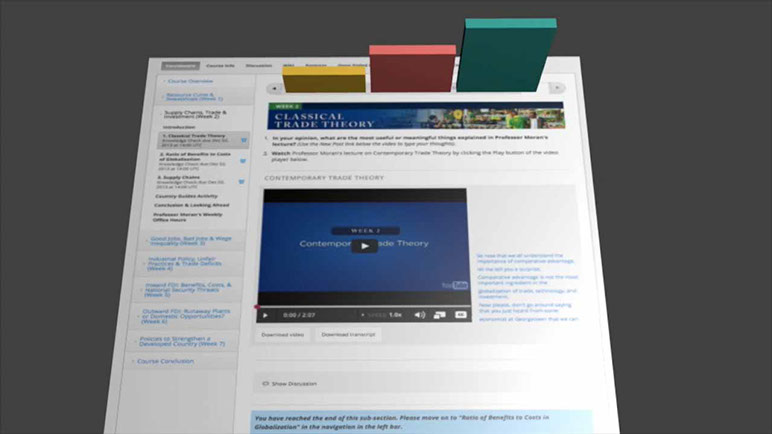 Courseware Course Info Discussion Wiki Progress
Course Overview
Resource Curse &
(Week 1)
Supply Chains, Trade &
Investment (Week 2)
Introduction
1. Classical Trade Theory
2. Ratio of Benefits to Costs
of Globalization
3. Supply Chains
Country Guides Activity
Conclusion & Looking Ahead
Professor Moran's Weekly
Office Hours
Good Jobs, Bad Jobs & Wage
Inequality (Week 3)
Industrial Policy, Unfair
Practices & Trade Deficits
(Week 4)
Inward FDI: Benefits, Costs, &
National Security Threats
(Week 5)
Outward FDI: Runaway Plants
or Domestic Opportunities?
(Week 6)
Policies to Strengthen a
Developed Country (Week 7)
Course Conclusion
WEEK 2
CLASSICAL
TRADE THEORY
1. In your opinion, what are the most useful or meaningful things explained in Professor Moran's
lecture? (Use the New Post link below the video to type your thoughts).
2. Watch Professor Moran's lecture on Contemporary Trade Theory by clicking the Play button of the video
player below.
CONTEMPORARY TRADE THEORY
WEEK 2
Contemporary Trade Theory
YouTube
0:00 / 2:07
SPEED 1.0x
CC
So now that we all understand the
importance of comparative advantage,
let me tell you a surprise.
Comparative advantage is not the most
important ingredient in the
globalization of trade, technology, and
investment.
Now please, don't go around saying
that you just heard from some
economist at Georgetown that we can
Download video
Download transcript
Show Discussion
You have reached the end of this sub-section. Please move on to "Ratio of Benefits to Costs in
Globalization" in the navigation in the left bar.